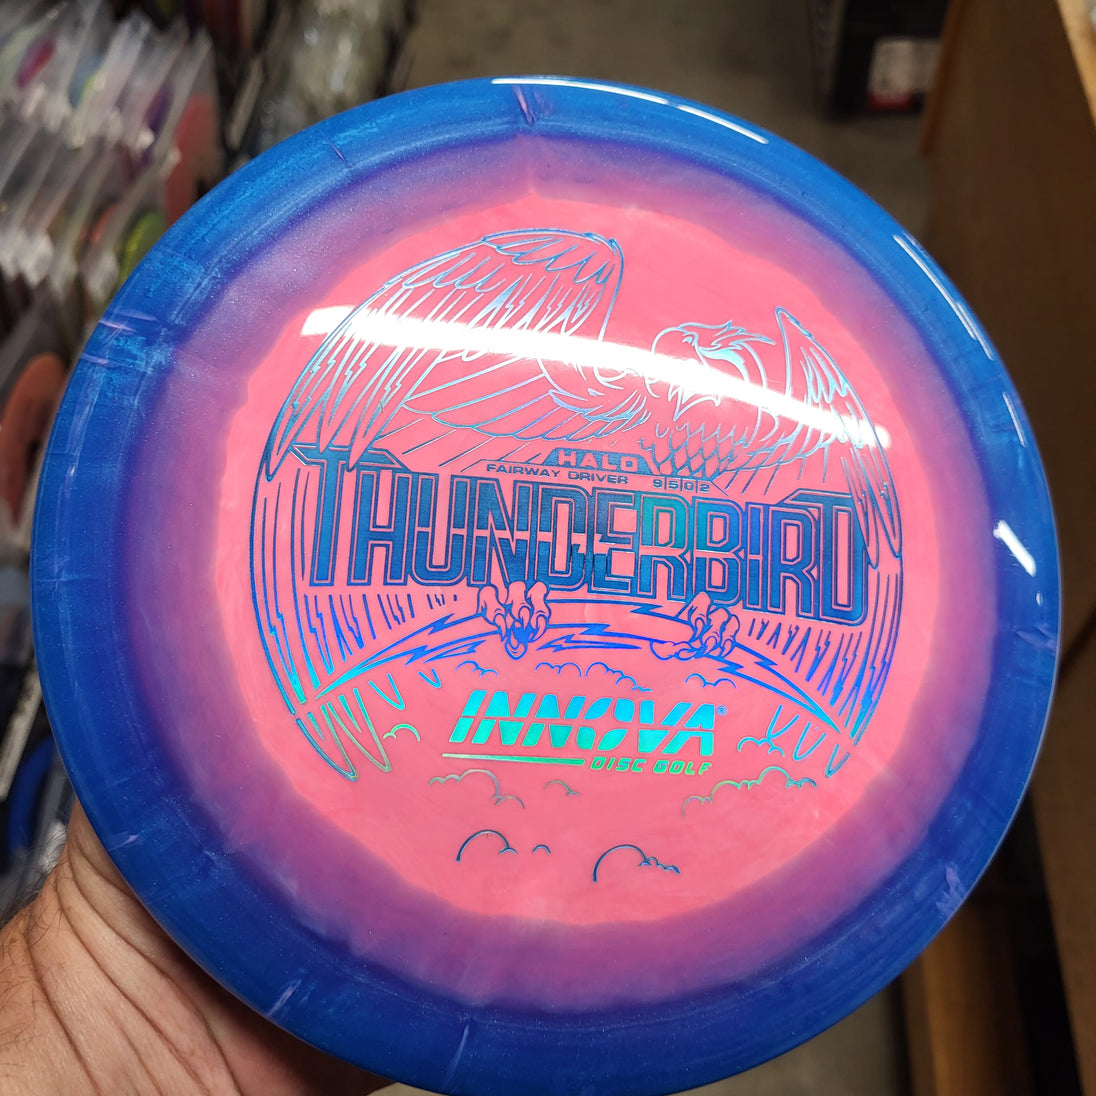 HALO
FAIRWAY DRIVER 9|5|0|2
THUNDERBIRD
INNOVA®
DISC GOLF